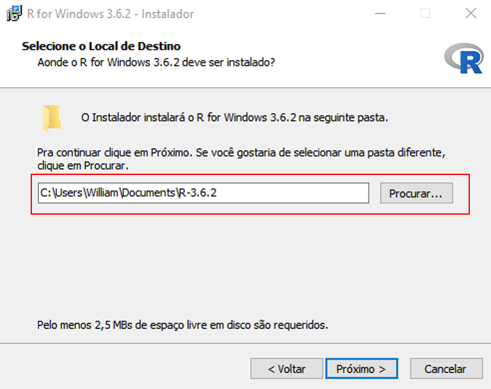 R for Windows 3.6.2 - Instalador
Selecione o Local de Destino
Aonde o R for Windows 3.6.2 deve ser instalado?
R
O Instalador instalará o R for Windows 3.6.2 na seguinte pasta.
Pra continuar clique em Próximo. Se você gostaria de selecionar uma pasta diferente,
clique em Procurar.
C:\Users\William\Documents\R-3.6.2
Procurar...
Pelo menos 2,5 MBs de espaço livre em disco são requeridos.
< Voltar
Próximo >
Cancelar